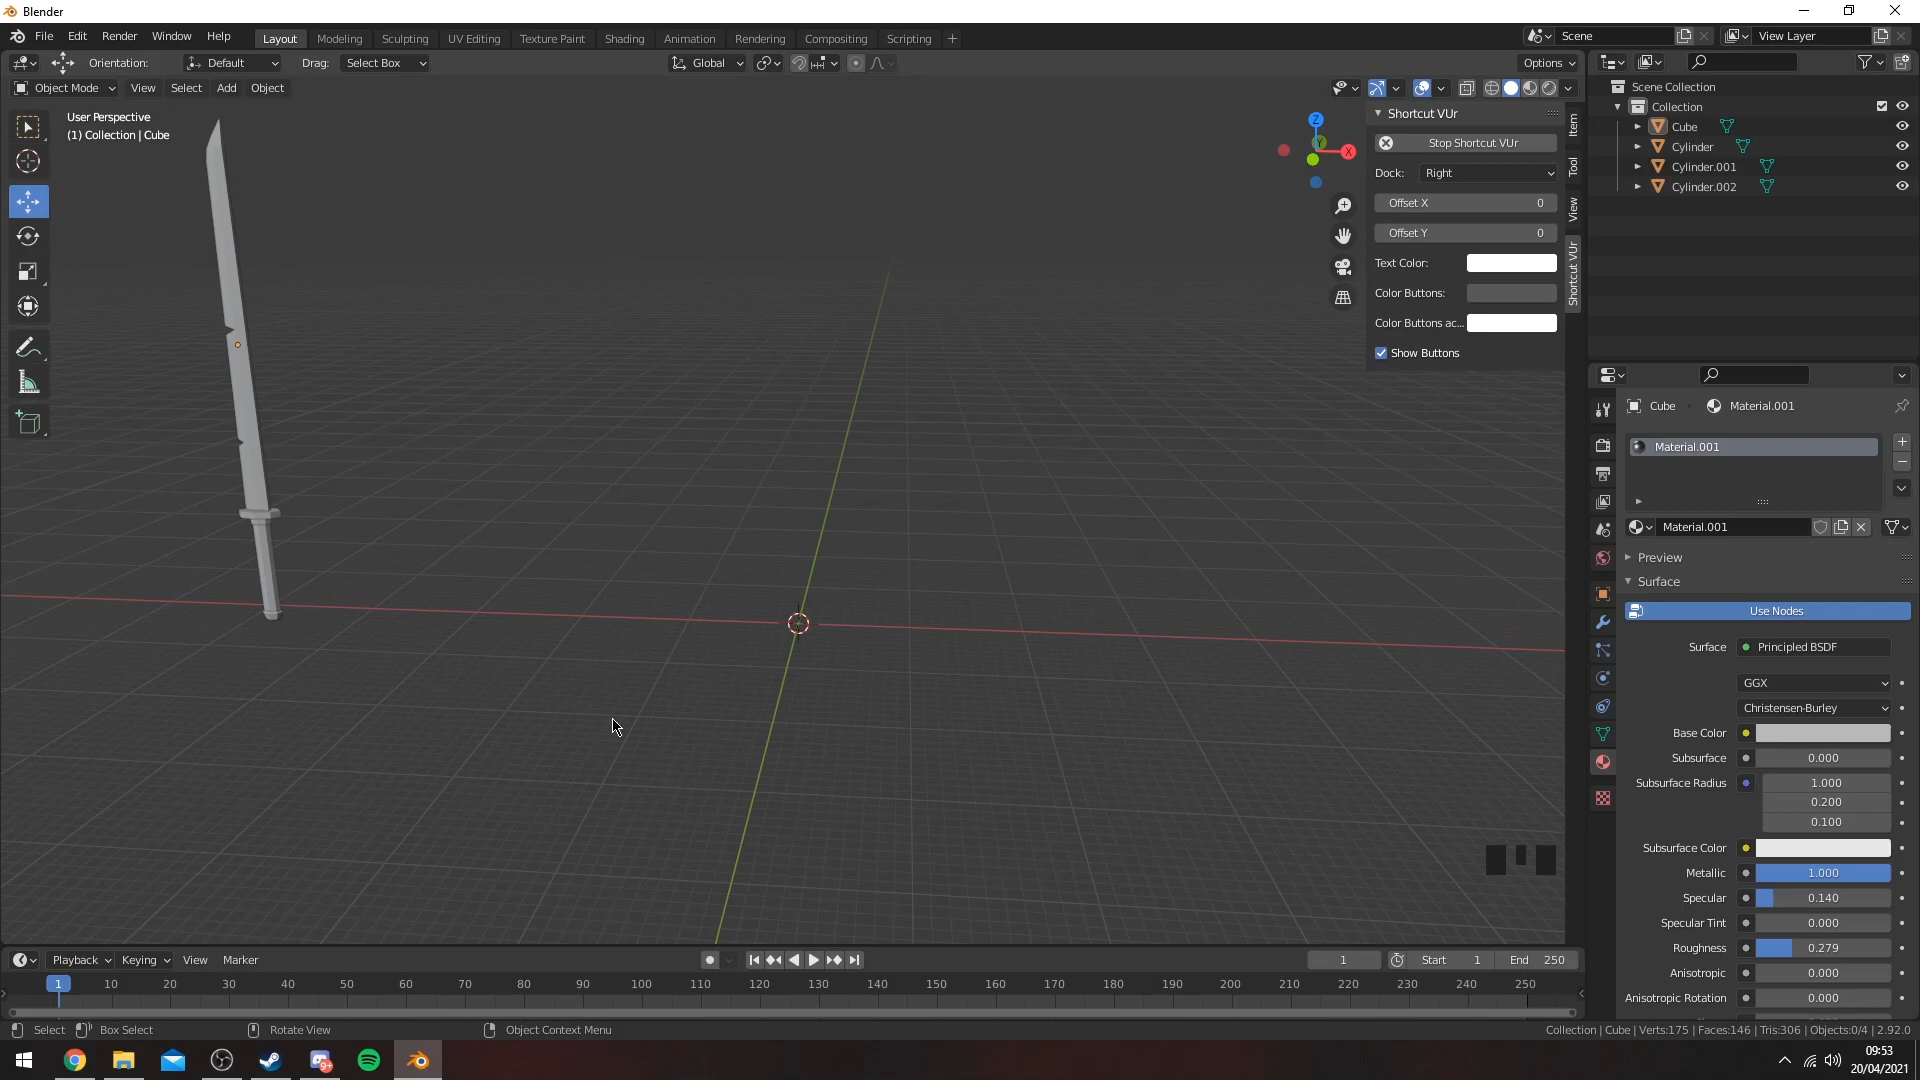 Blender
File Edit Render Window Help
Layout Modeling Sculpting UV Editing Texture Paint Shading Animation Rendering Compositing Scripting +
Scene
View Layer
Orientation: Default Drag: Select Box
Global
Options
Object Mode View Select Add Object
User Perspective
(1) Collection | Cube
Z
Y
X
Shortcut VUr
Stop Shortcut VUr
Dock: Right
Offset X 0
Offset Y 0
Text Color:
Color Buttons:
Color Buttons ac...
Show Buttons
Item
Tool
View
Shortcut VUr
Scene Collection
Collection
Cube
Cylinder
Cylinder.001
Cylinder.002
Cube Material.001
Material.001
Material.001
Preview
Surface
Use Nodes
Surface Principled BSDF
GGX
Christensen-Burley
Base Color
Subsurface 0.000
Subsurface Radius 1.000
0.200
0.100
Subsurface Color
Metallic 1.000
Specular 0.140
Specular Tint 0.000
Roughness 0.279
Anisotropic 0.000
Anisotropic Rotation 0.000
Playback Keying View Marker
1 Start 1 End 250
1 10 20 30 40 50 60 70 80 90 100 110 120 130 140 150 160 170 180 190 200 210 220 230 240 250
Select Box Select Rotate View Object Context Menu
Collection | Cube | Verts:175 | Faces:146 | Tris:306 | Objects:0/4 | 2.92.0
9+
09:53
20/04/2021